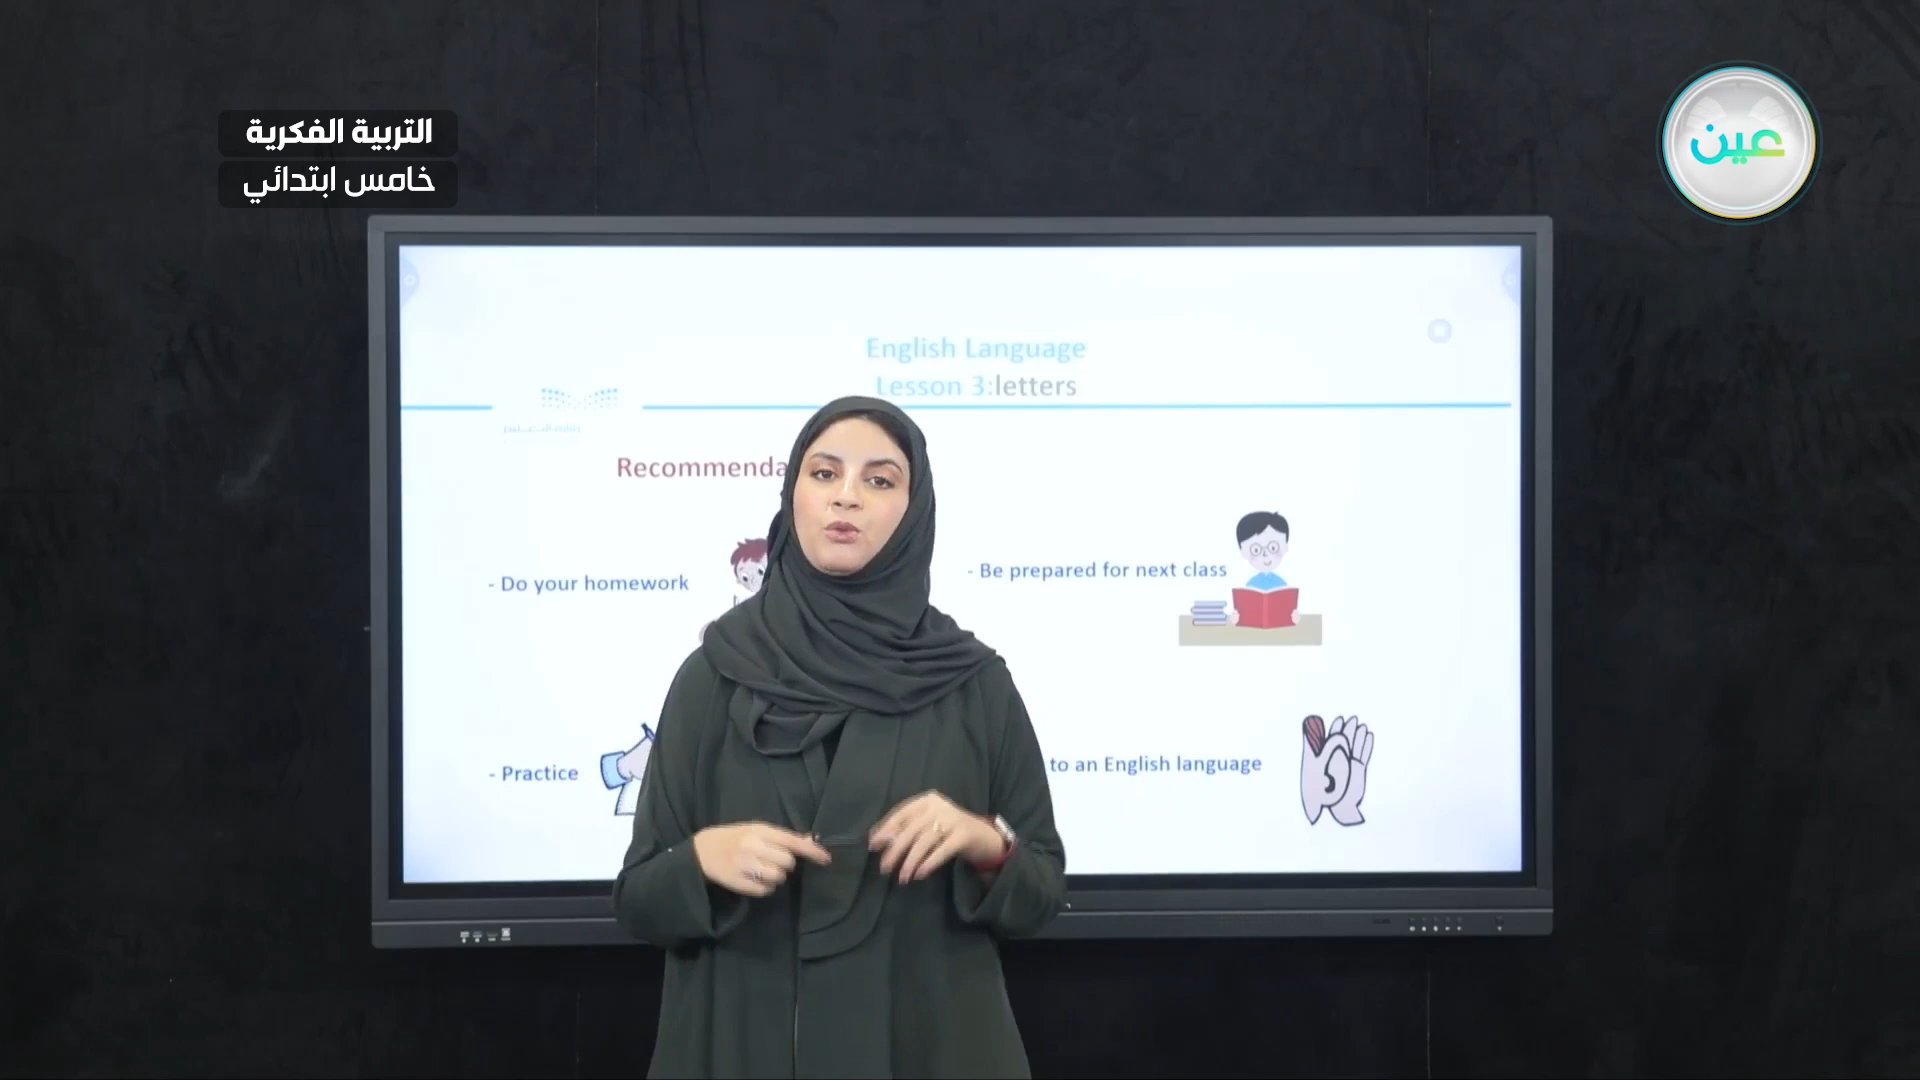 التربية الفكرية
خامس ابتدائي
عين
English Language
Lesson 3:letters
Recommenda
- Do your homework
- Be prepared for next class
- Practice
to an English language